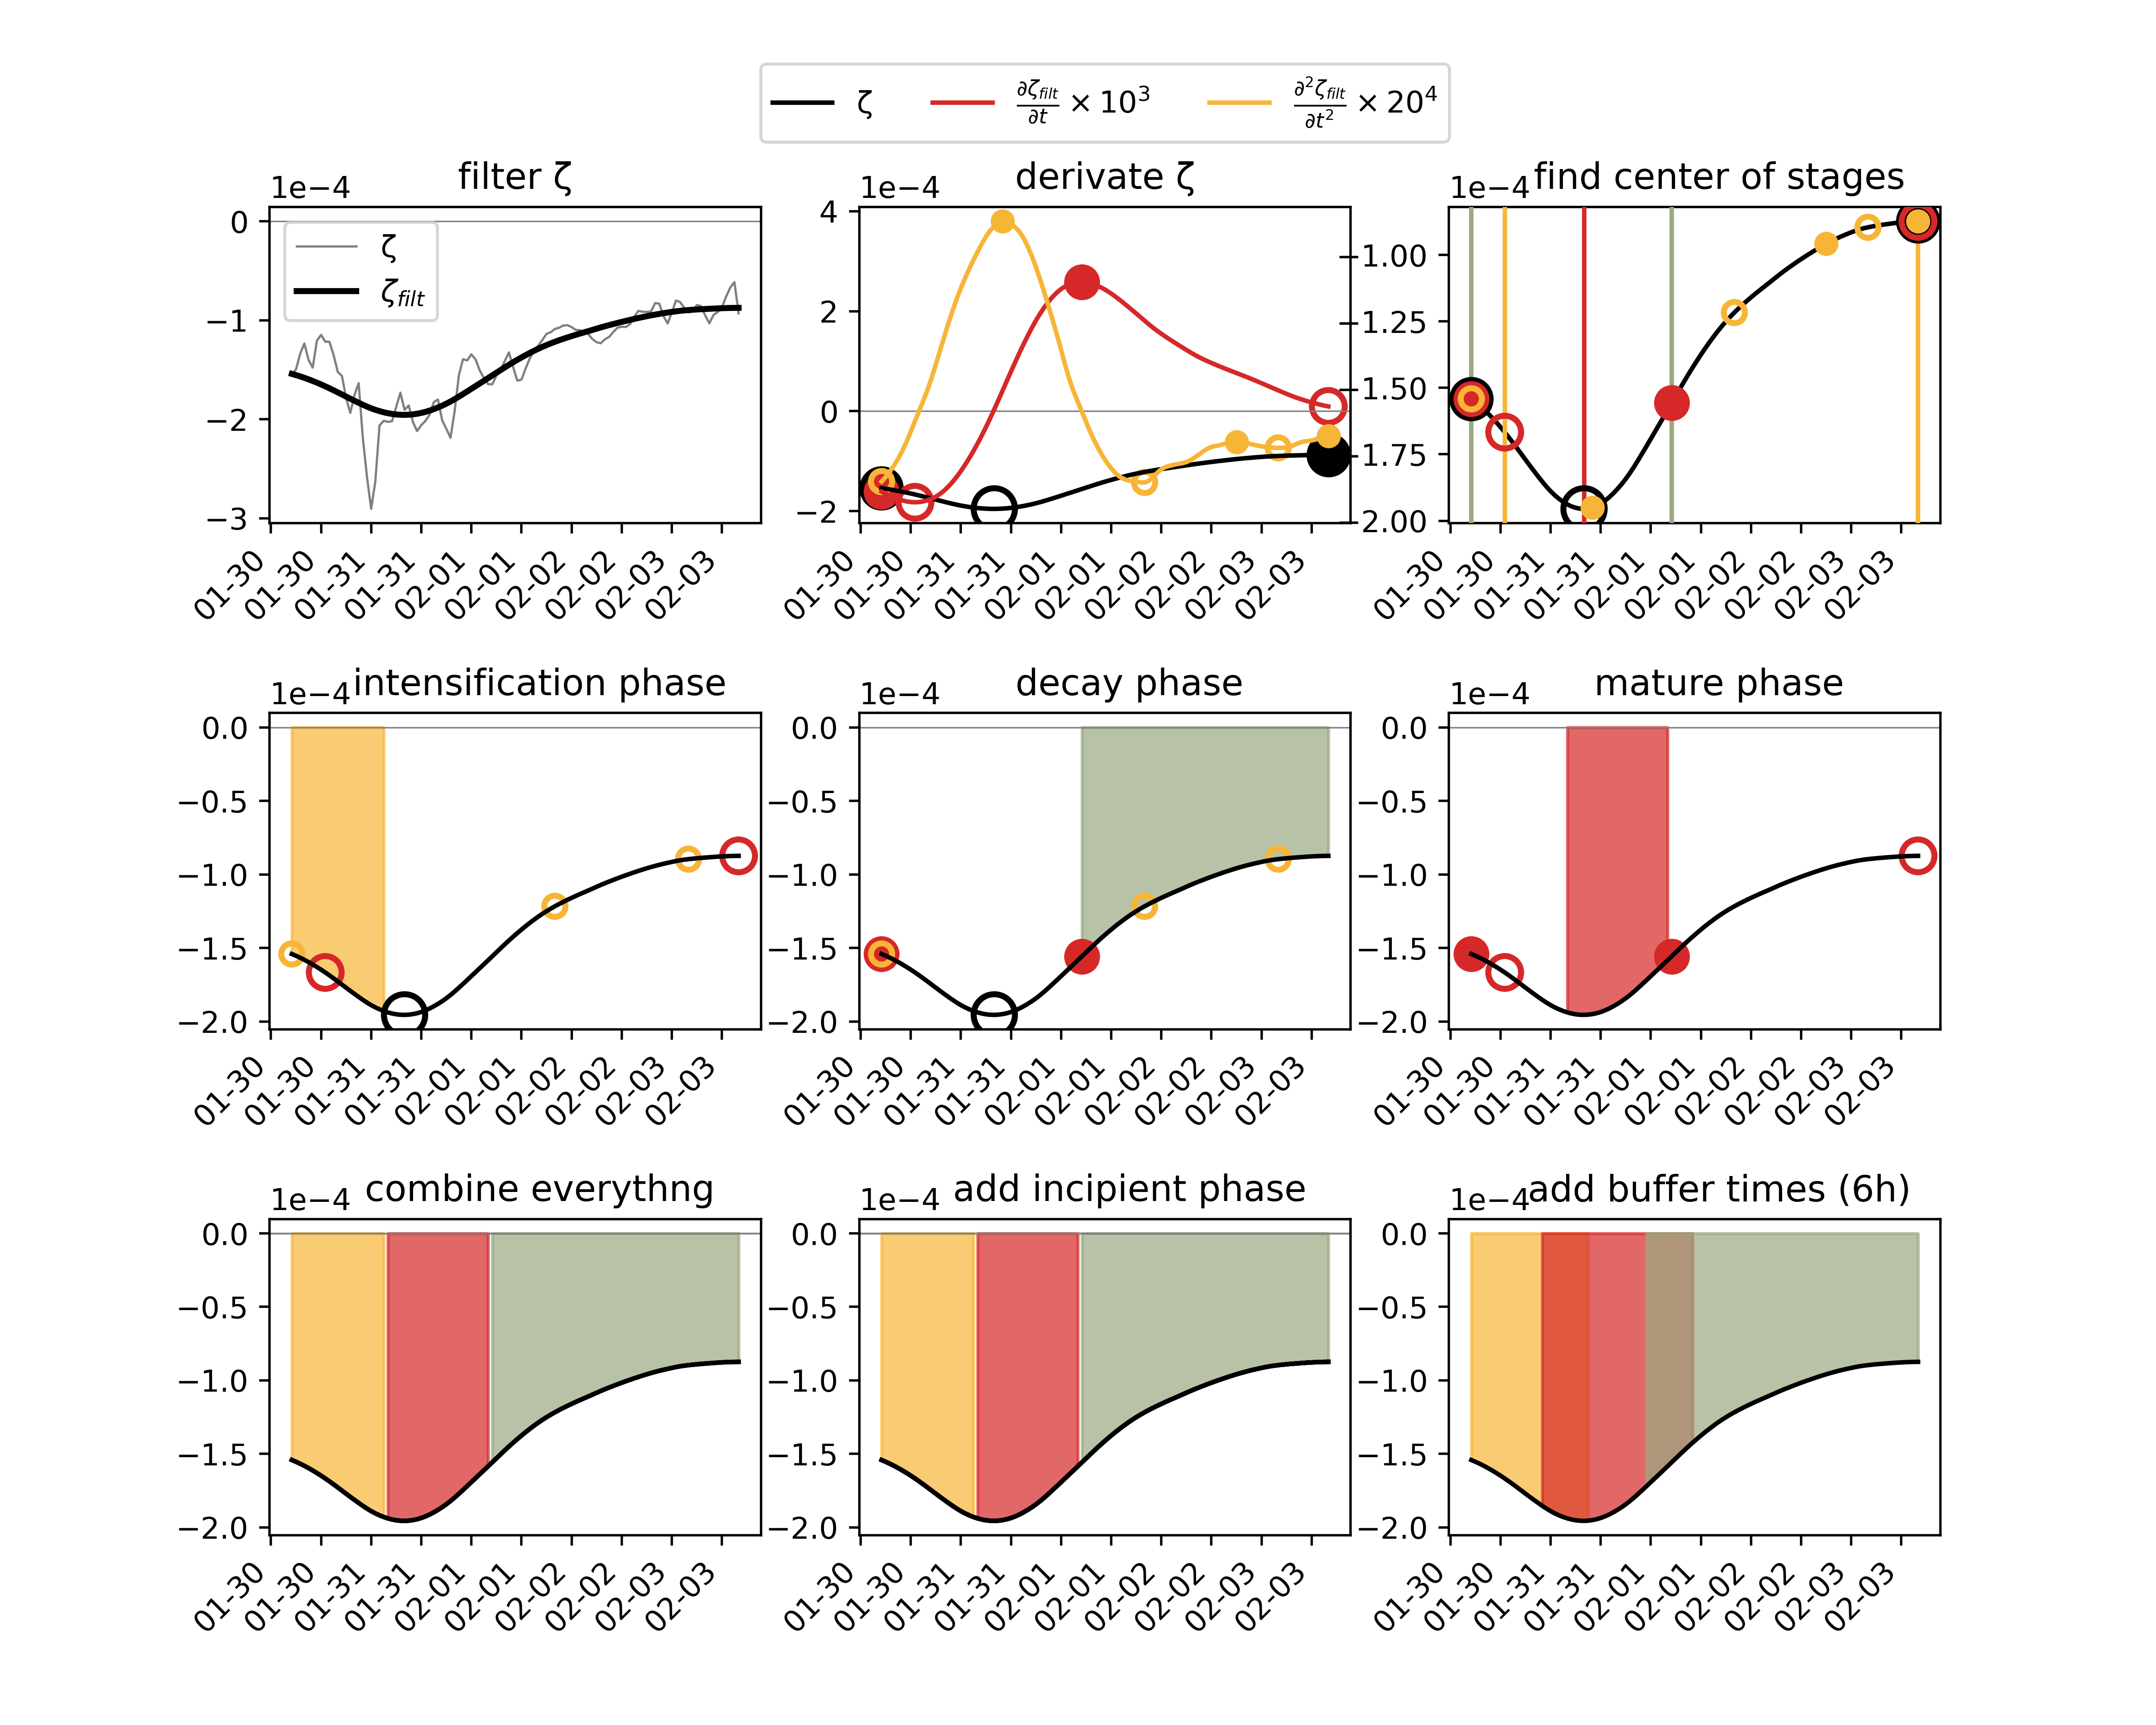 ζ ∂ζfilt/∂t × 10³ ∂²ζfilt/∂t² × 20⁴
filter ζ derivate ζ find center of stages
1e−4 1e−4 1e−4
ζ
ζfilt
0
−1
−2
−3
4
2
0
−2
−1.00
−1.25
−1.50
−1.75
−2.00
01-30 01-30 01-31 01-31 02-01 02-01 02-02 02-02 02-03 02-03
01-30 01-30 01-31 01-31 02-01 02-01 02-02 02-02 02-03 02-03
01-30 01-30 01-31 01-31 02-01 02-01 02-02 02-02 02-03 02-03
intensification phase decay phase mature phase
1e−4 1e−4 1e−4
0.0 0.0 0.0
−0.5 −0.5 −0.5
−1.0 −1.0 −1.0
−1.5 −1.5 −1.5
−2.0 −2.0 −2.0
01-30 01-30 01-31 01-31 02-01 02-01 02-02 02-02 02-03 02-03
01-30 01-30 01-31 01-31 02-01 02-01 02-02 02-02 02-03 02-03
01-30 01-30 01-31 01-31 02-01 02-01 02-02 02-02 02-03 02-03
combine everythng add incipient phase add buffer times (6h)
1e−4 1e−4 1e−4
0.0 0.0 0.0
−0.5 −0.5 −0.5
−1.0 −1.0 −1.0
−1.5 −1.5 −1.5
−2.0 −2.0 −2.0
01-30 01-30 01-31 01-31 02-01 02-01 02-02 02-02 02-03 02-03
01-30 01-30 01-31 01-31 02-01 02-01 02-02 02-02 02-03 02-03
01-30 01-30 01-31 01-31 02-01 02-01 02-02 02-02 02-03 02-03